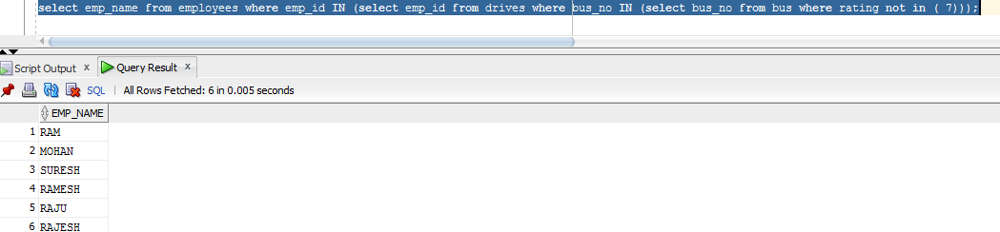 select emp_name from employees where emp_id IN (select emp_id from drives where bus_no IN (select bus_no from bus where rating not in ( 7)));
Script Output x Query Result x
SQL | All Rows Fetched: 6 in 0.005 seconds
EMP_NAME
1 RAM
2 MOHAN
3 SURESH
4 RAMESH
5 RAJU
6 RAJESH